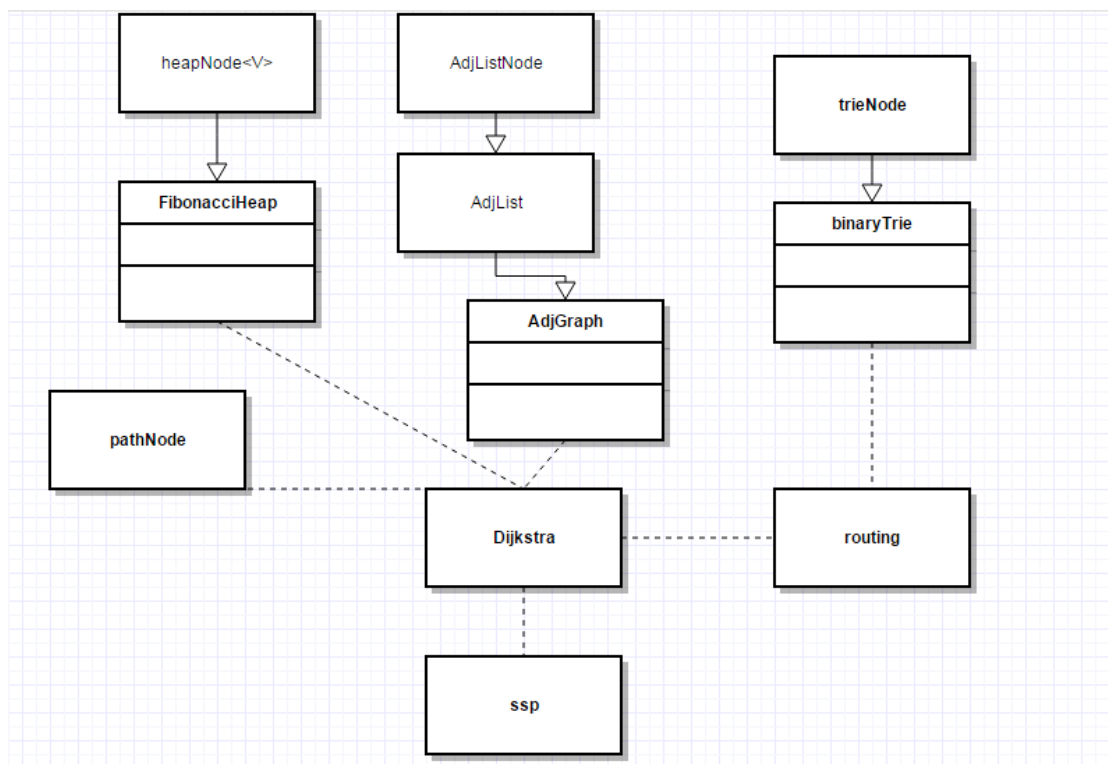 heapNode<V>
AdjListNode
trieNode
FibonacciHeap
AdjList
binaryTrie
AdjGraph
pathNode
Dijkstra
routing
ssp